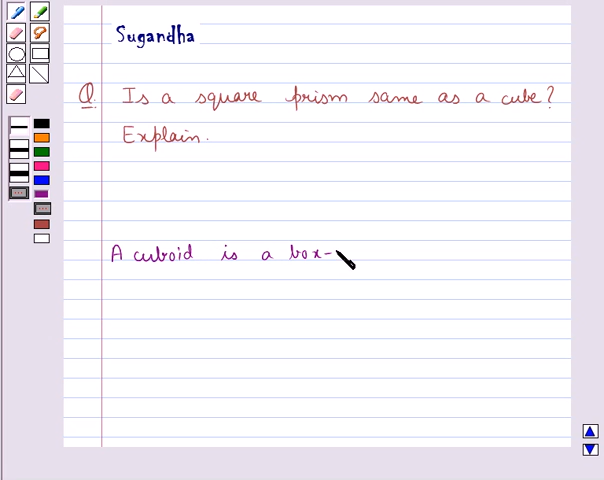 Sugandha
Q. Is a square prism same as a cube?
Explain.
A cuboid is a box-